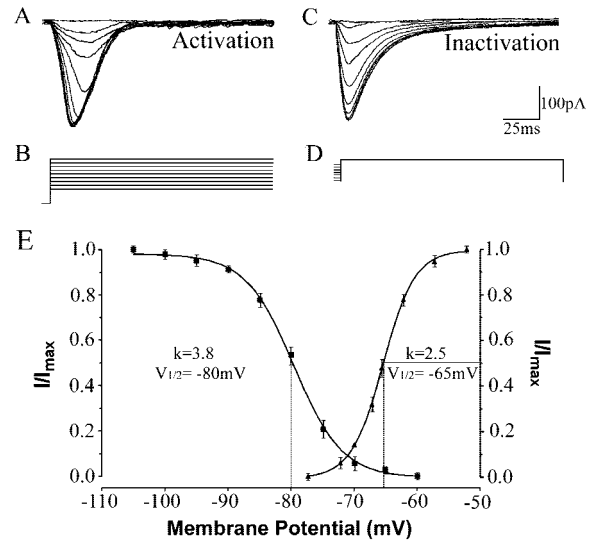 A
Activation
C
Inactivation
100pA
25ms
B
D
E
1.0
0.8
0.6
0.4
0.2
0.0
I/Imax
k=3.8
V1/2= -80mV
k=2.5
V1/2= -65mV
1.0
0.8
0.6
0.4
0.2
0.0
I/Imax
-110 -100 -90 -80 -70 -60 -50
Membrane Potential (mV)